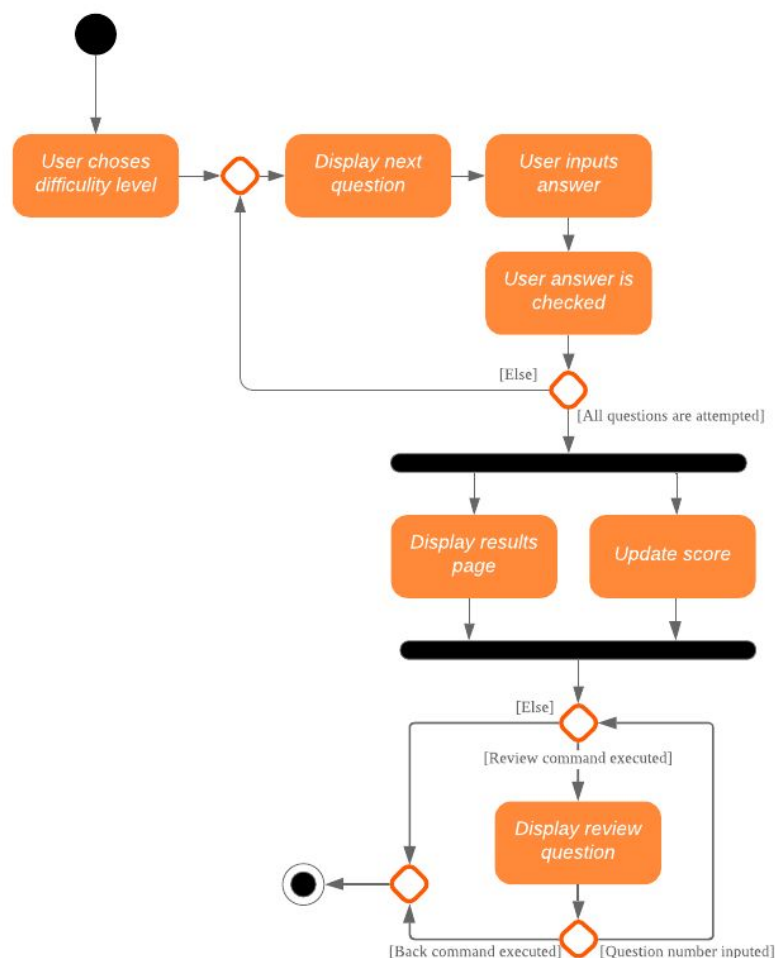 User choses
difficulity level
Display next
question
User inputs
answer
User answer is
checked
[Else]
[All questions are attempted]
Display results
page
Update score
[Else]
[Review command executed]
Display review
question
[Back command executed]
[Question number inputed]